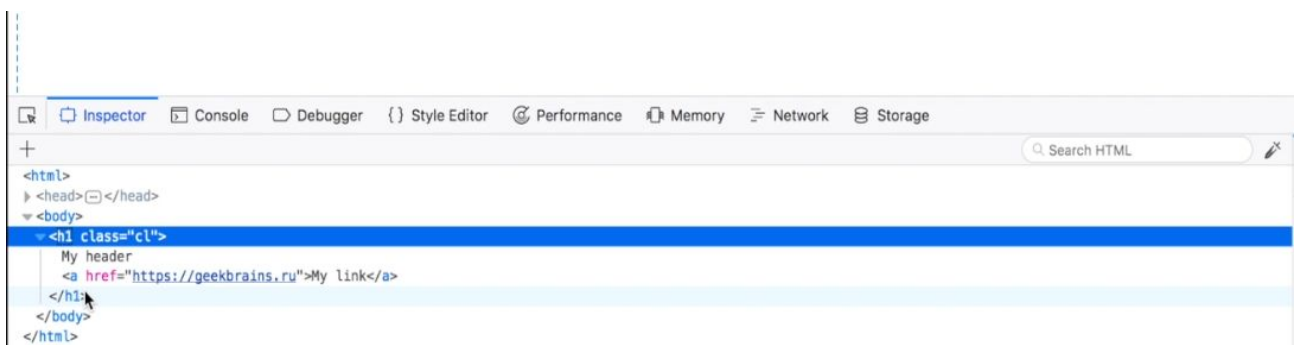 Inspector Console Debugger { } Style Editor Performance Memory Network Storage
+ Search HTML
<html>
<head></head>
<body>
<h1 class="cl">
My header
<a href="https://geekbrains.ru">My link</a>
</h1>
</body>
</html>